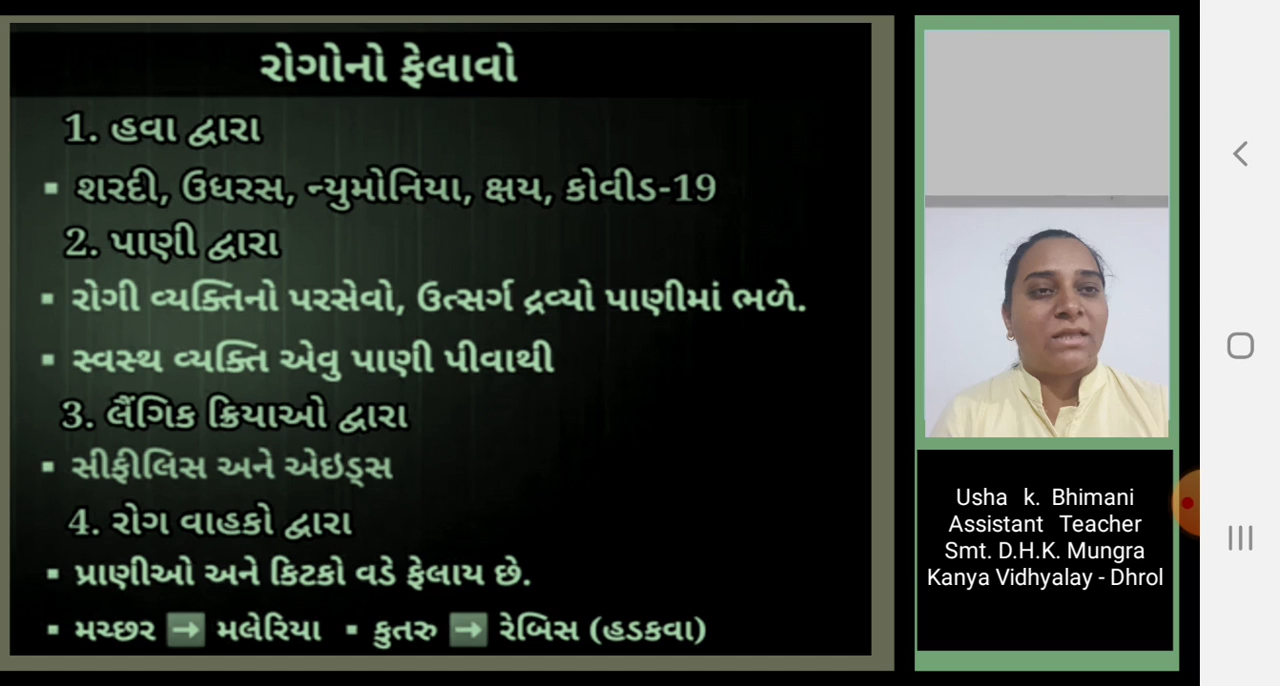 રોગોનો ફેલાવો
1. હવા દ્વારા
▪ શરદી, ઉધરસ, ન્યુમોનિયા, ક્ષય, કોવીડ-19
2. પાણી દ્વારા
▪ રોગી વ્યક્તિનો પરસેવો, ઉત્સર્ગ દ્રવ્યો પાણીમાં ભળે.
▪ સ્વસ્થ વ્યક્તિ એવુ પાણી પીવાથી
3. લૈંગિક ક્રિયાઓ દ્વારા
▪ સીફીલિસ અને એઇડ્સ
4. રોગ વાહકો દ્વારા
▪ પ્રાણીઓ અને કિટકો વડે ફેલાય છે.
▪ મચ્છર ➡ મલેરિયા ▪ કુતરુ ➡ રેબિસ (હડકવા)
Usha k. Bhimani
Assistant Teacher
Smt. D.H.K. Mungra
Kanya Vidhyalay - Dhrol